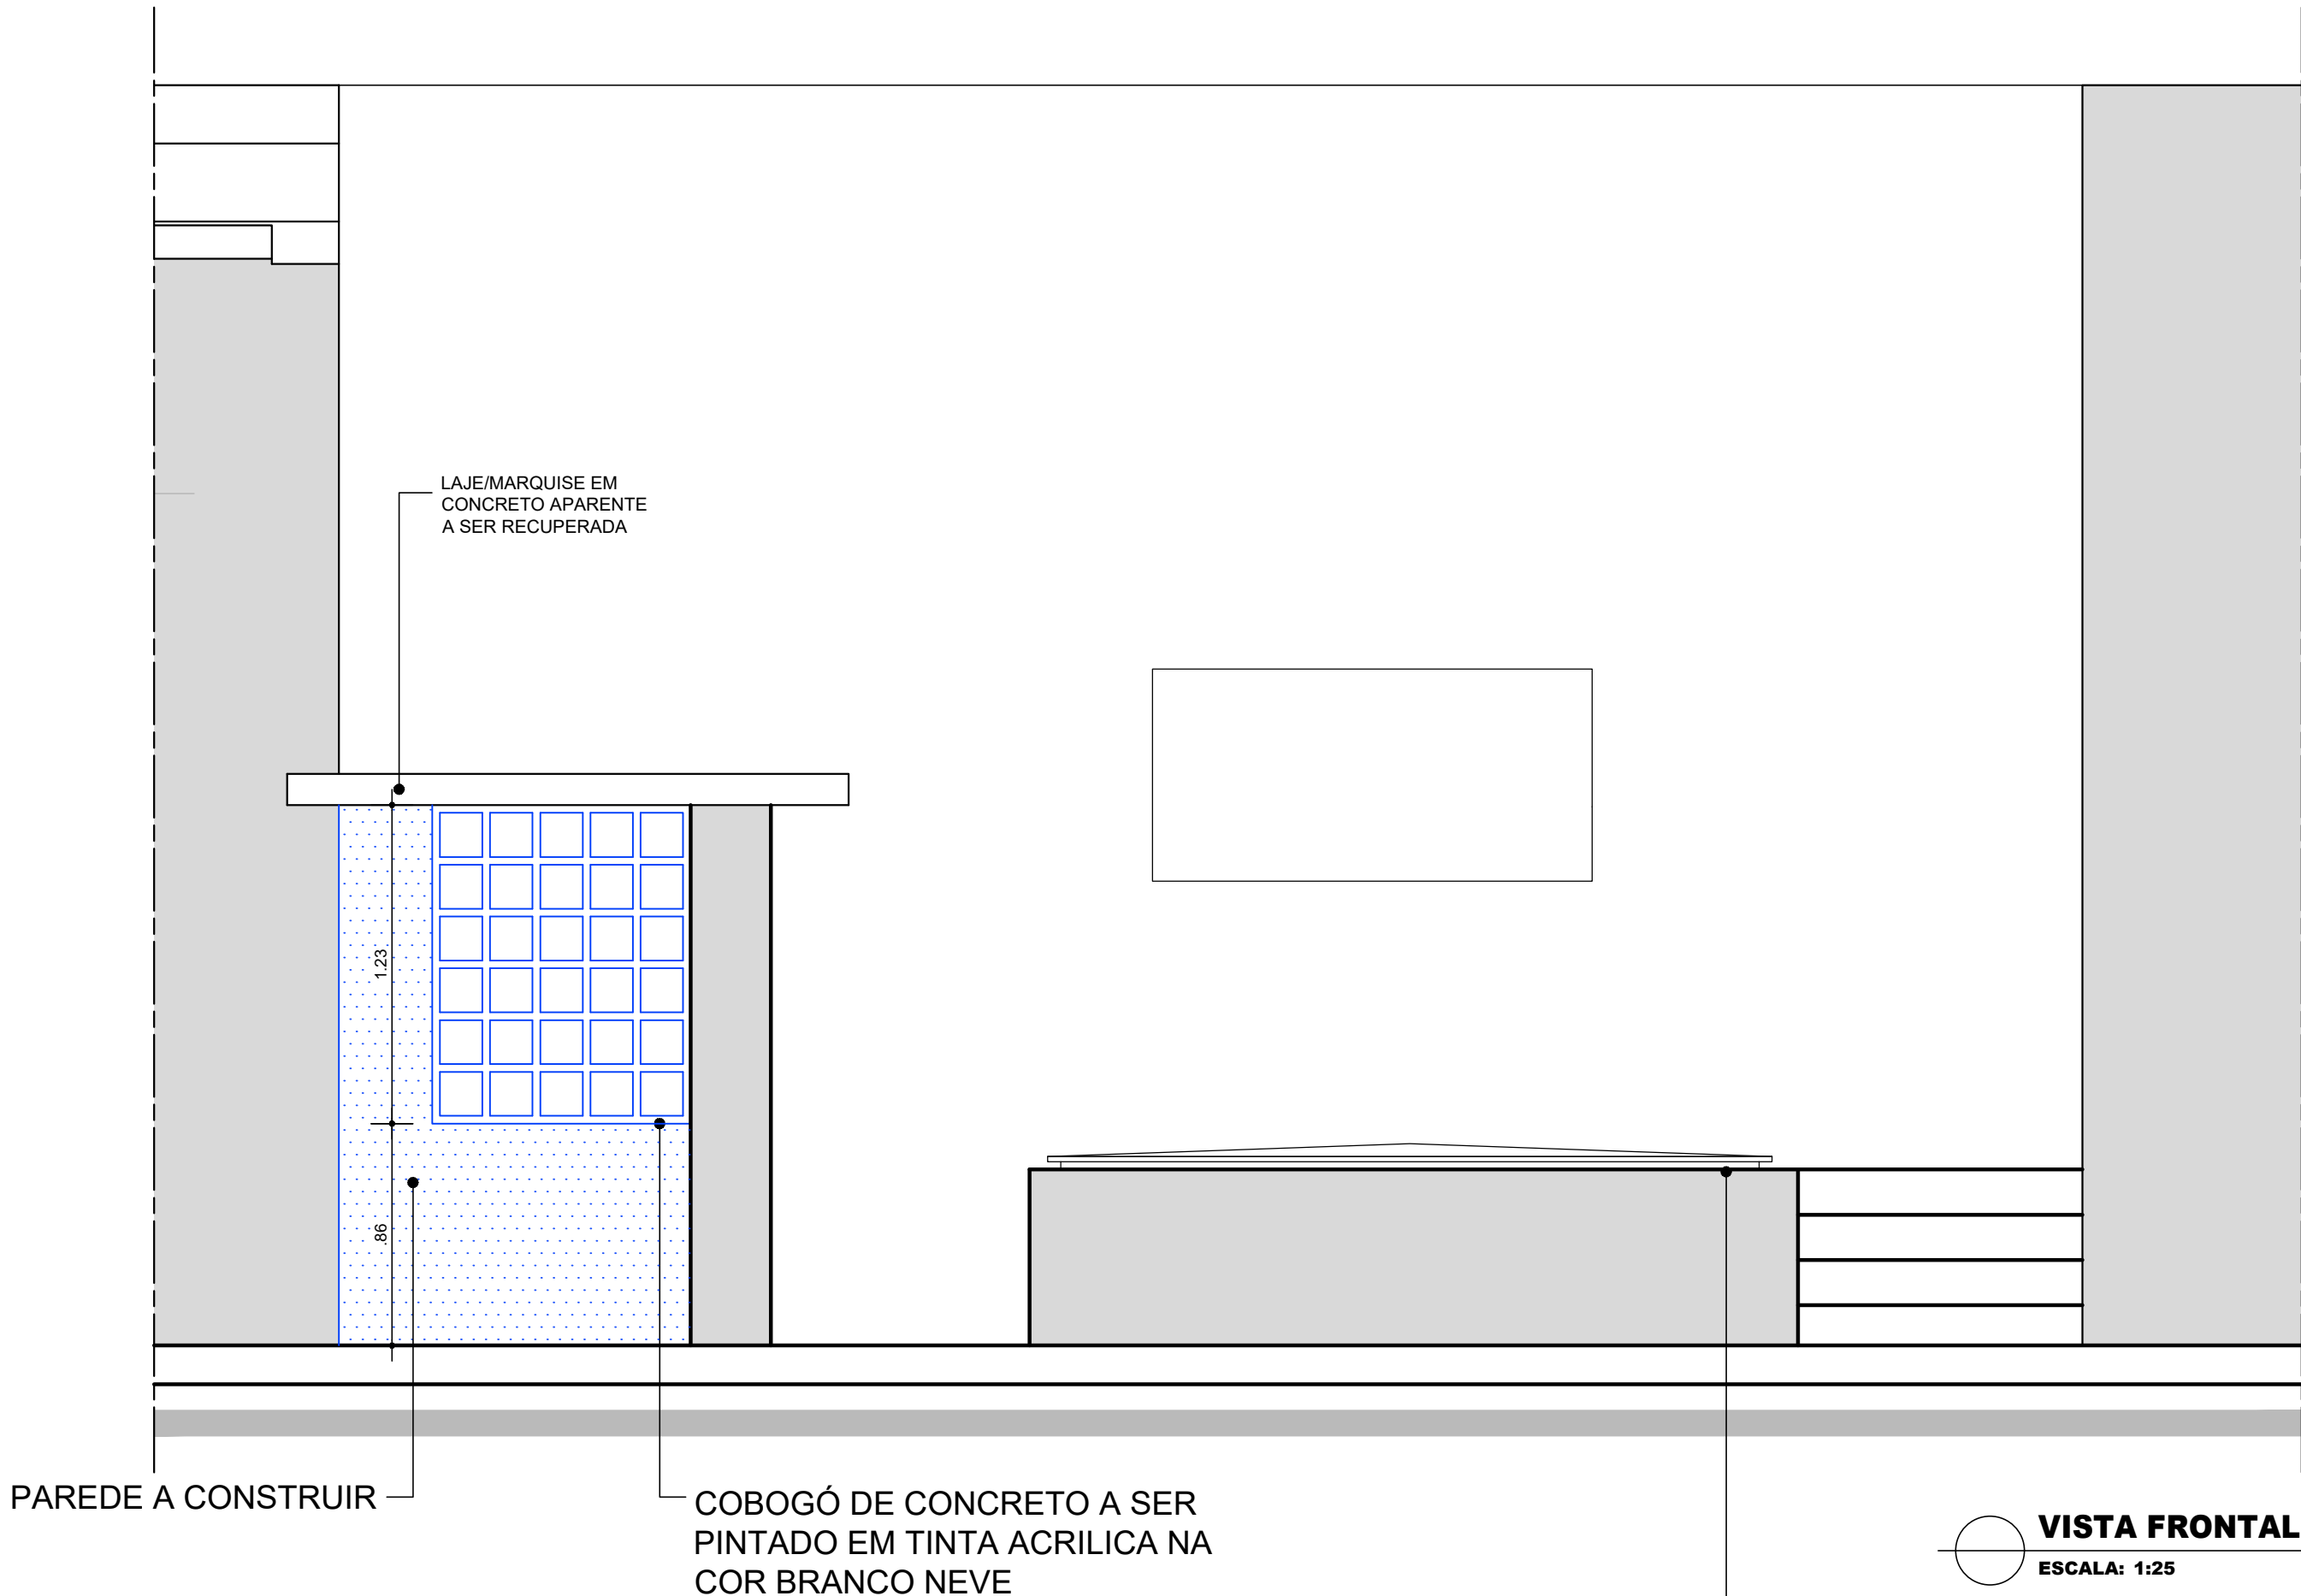 LAJE/MARQUISE EM
CONCRETO APARENTE
A SER RECUPERADA
1.23
.86
PAREDE A CONSTRUIR
COBOGÓ DE CONCRETO A SER
PINTADO EM TINTA ACRILICA NA
COR BRANCO NEVE
VISTA FRONTAL
ESCALA: 1:25